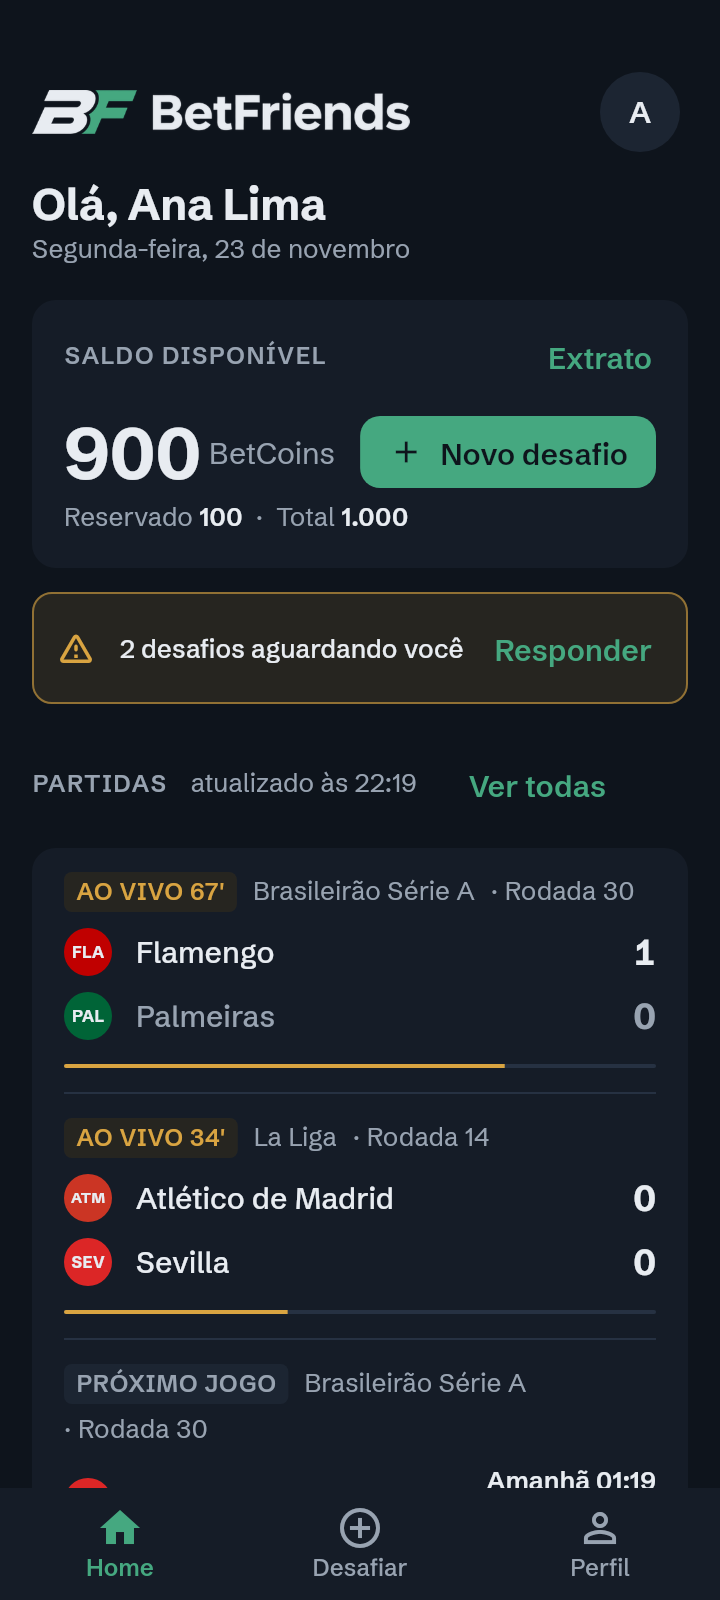 BF BetFriends
A
Olá, Ana Lima
Segunda-feira, 23 de novembro
SALDO DISPONÍVEL
Extrato
900 BetCoins
+ Novo desafio
Reservado 100 · Total 1.000
2 desafios aguardando você
Responder
PARTIDAS atualizado às 22:19
Ver todas
AO VIVO 67' Brasileirão Série A · Rodada 30
FLA Flamengo 1
PAL Palmeiras 0
AO VIVO 34' La Liga · Rodada 14
ATM Atlético de Madrid 0
SEV Sevilla 0
PRÓXIMO JOGO Brasileirão Série A
· Rodada 30
Amanhã 01:19
Home
Desafiar
Perfil